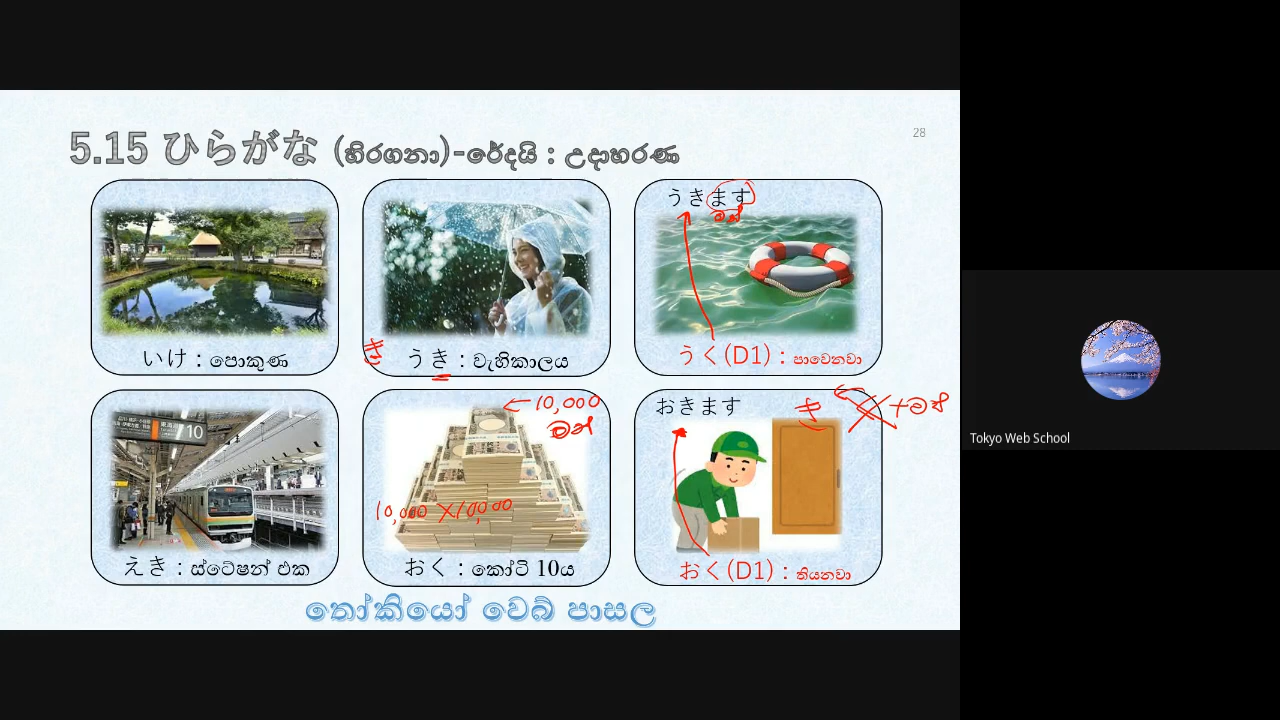 28
5.15 ひらがな (හිරගනා)-රේදයි : උදාහරණ
いけ : පොකුණ
き
うき : වැහිකාලය
うきます
මස්
うく(D1) : පාවෙනවා
えき : ස්ටේෂන් එක
10,000
10,000 X 10,000
おく : කෝටි 10ය
おきます
き
おく(D1) : තියනවා
තෝකියෝ වෙබ් පාසල
Tokyo Web School